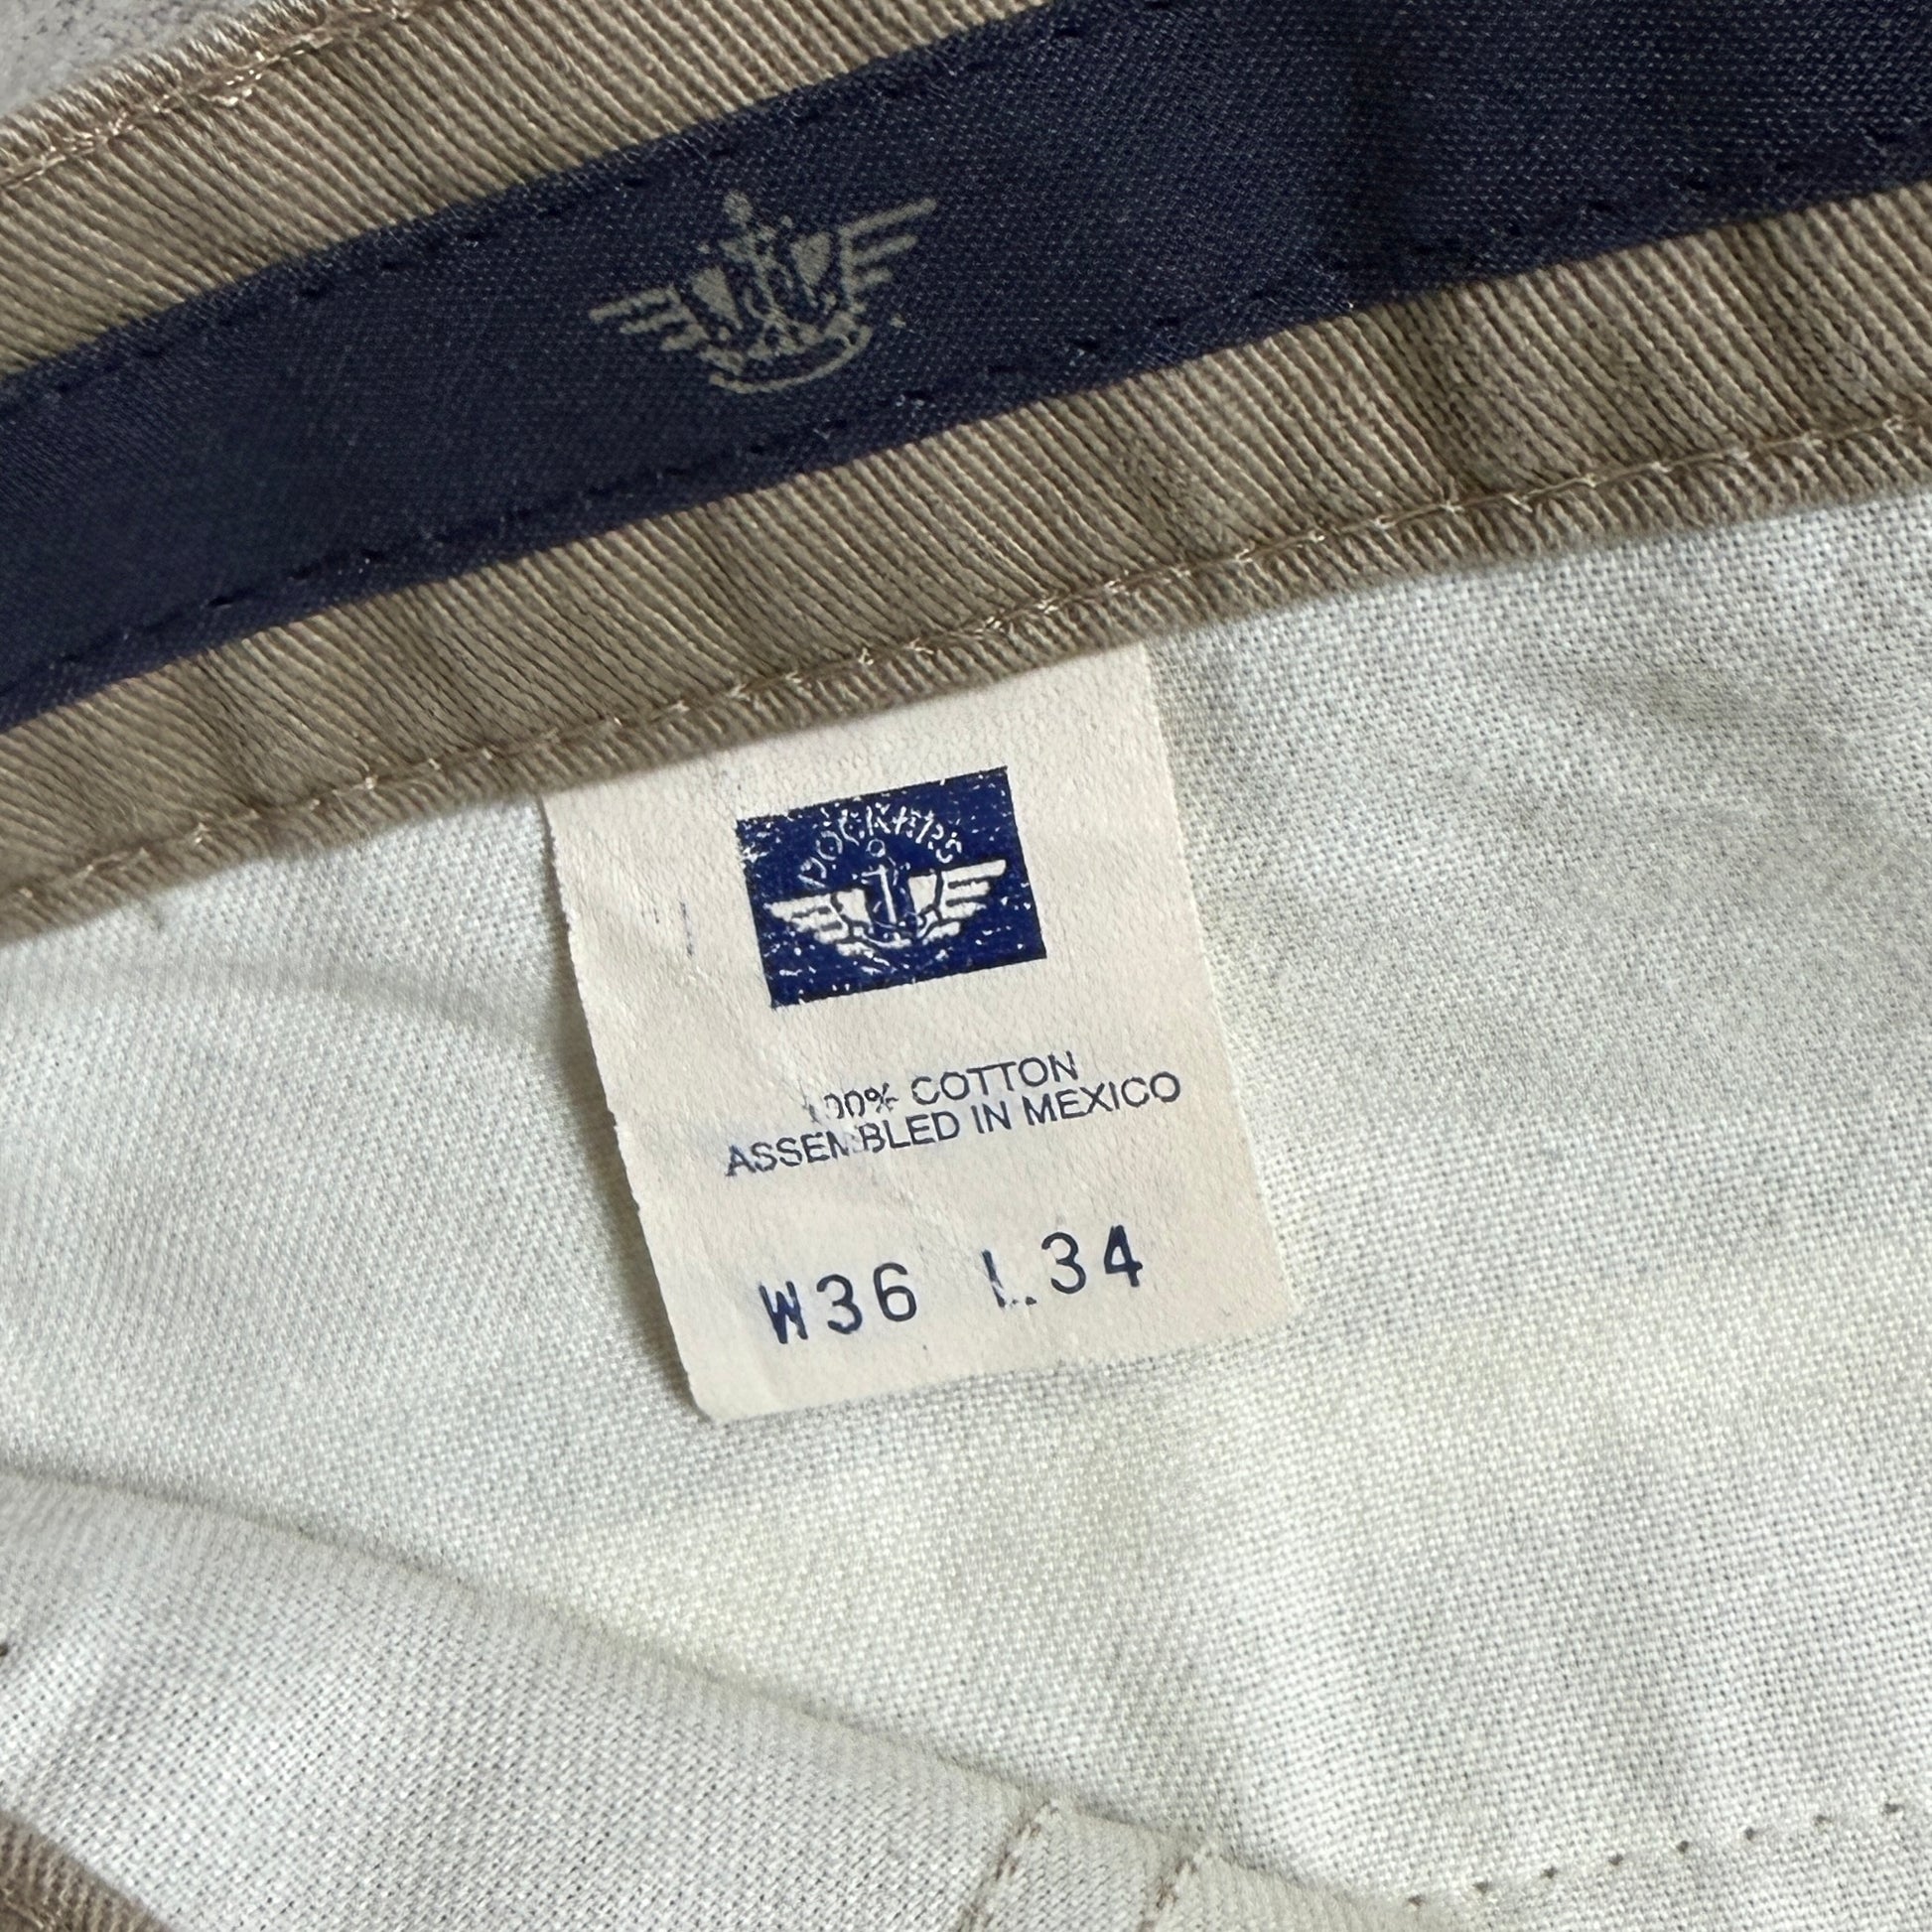 DOCKERS
100% COTTON
ASSEMBLED IN MEXICO
W36 L34